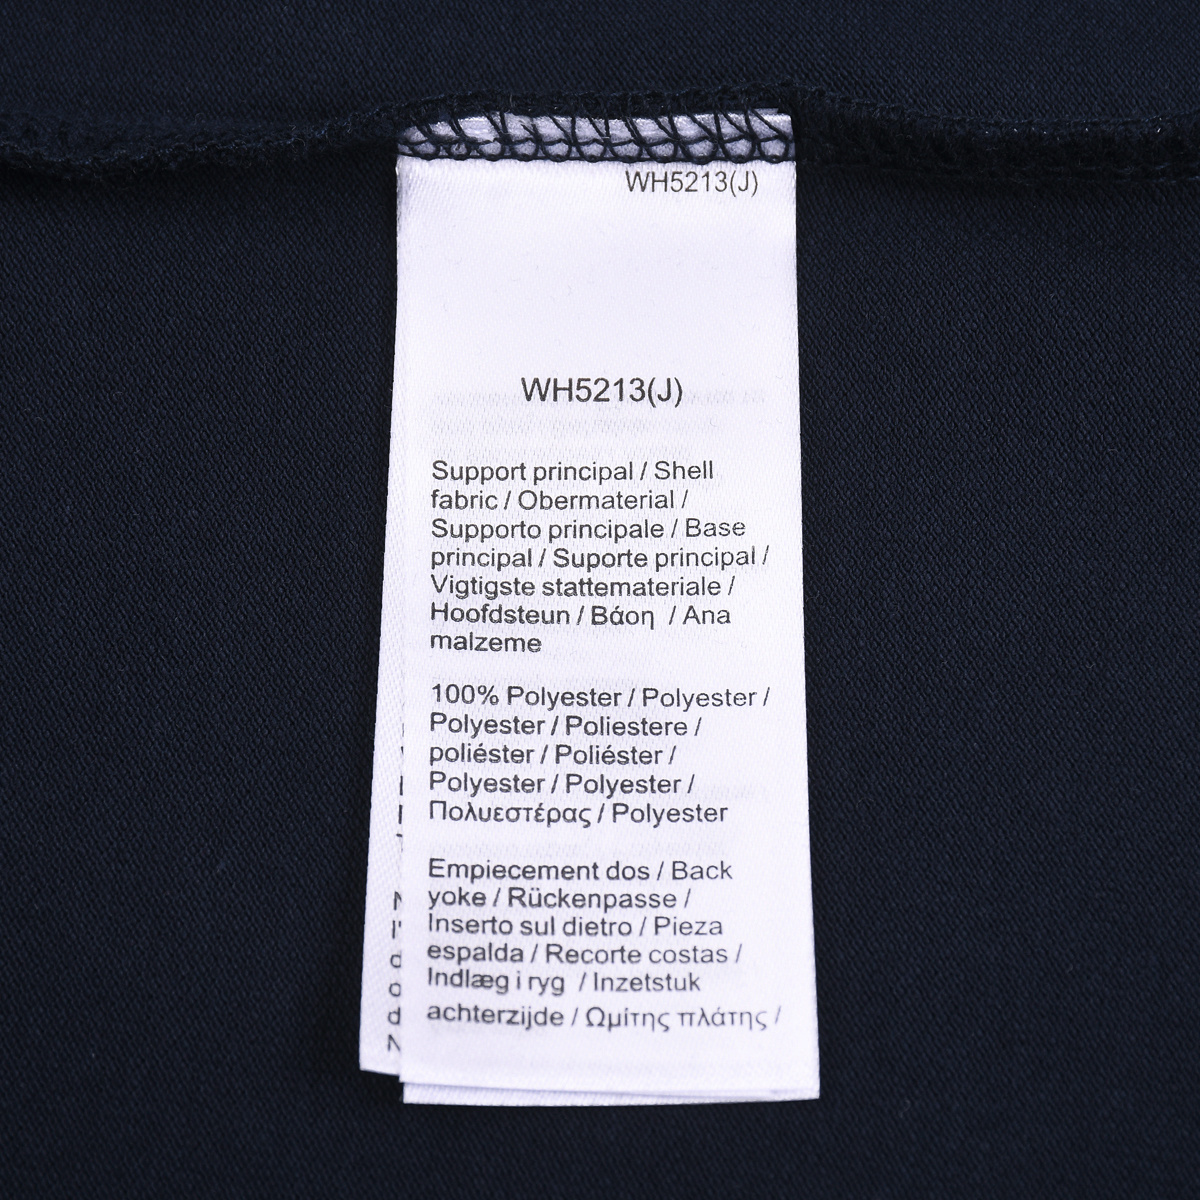 WH5213(J)
WH5213(J)
Support principal / Shell
fabric / Obermaterial /
Supporto principale / Base
principal / Suporte principal /
Vigtigste stattemateriale /
Hoofdsteun / Βάοη / Ana
malzeme
100% Polyester / Polyester /
Polyester / Poliestere /
poliéster / Poliéster /
Polyester / Polyester /
Πολυεστέρας / Polyester
Empiecement dos / Back
yoke / Rückenpasse /
Inserto sul dietro / Pieza
espalda / Recorte costas /
Indlæg i ryg / Inzetstuk
achterzijde / Ωμίτης πλάτης /